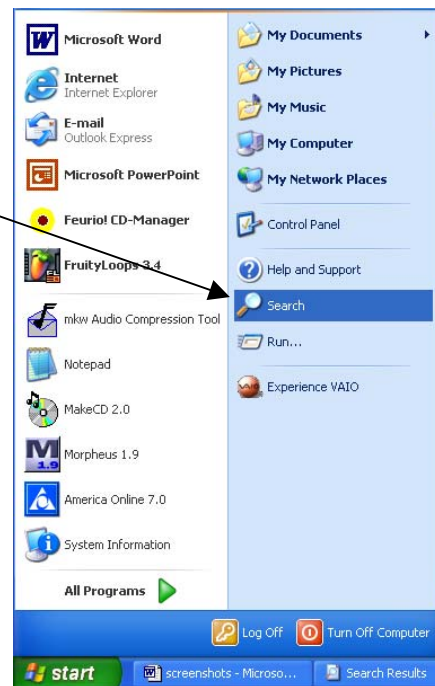 Microsoft Word
Internet
Internet Explorer
E-mail
Outlook Express
Microsoft PowerPoint
Feurio! CD-Manager
FruityLoops 3.4
mkw Audio Compression Tool
Notepad
MakeCD 2.0
Morpheus 1.9
1.9
America Online 7.0
System Information
All Programs
My Documents
My Pictures
My Music
My Computer
My Network Places
Control Panel
Help and Support
Search
Run...
Experience VAIO
Log Off
Turn Off Computer
start
screenshots - Microso...
Search Results